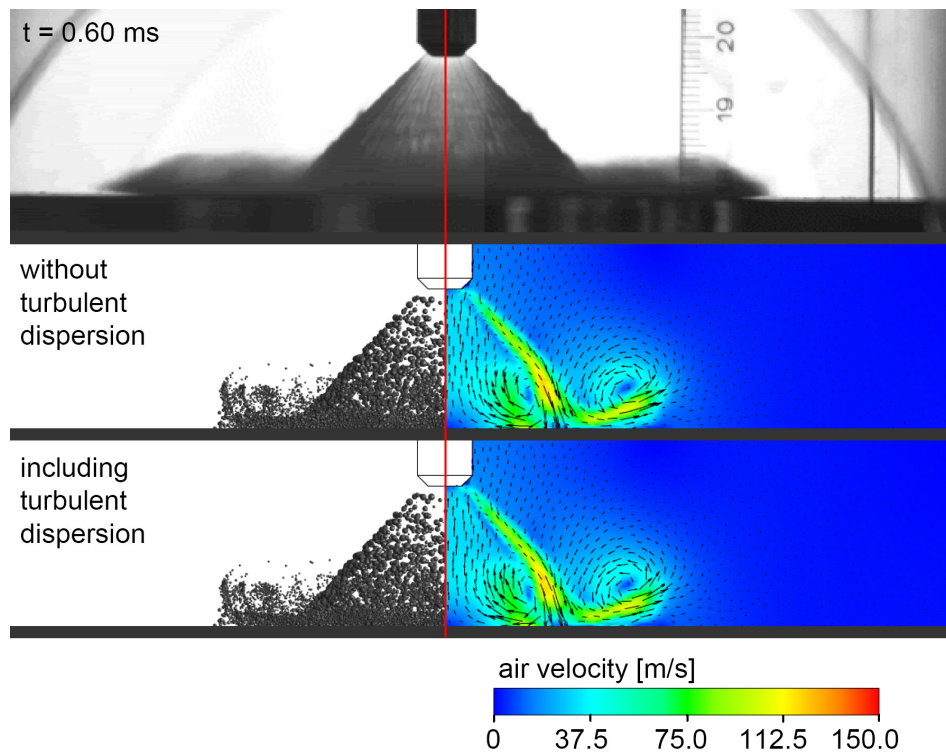 t = 0.60 ms
20
19
without
turbulent
dispersion
including
turbulent
dispersion
air velocity [m/s]
0 37.5 75.0 112.5 150.0